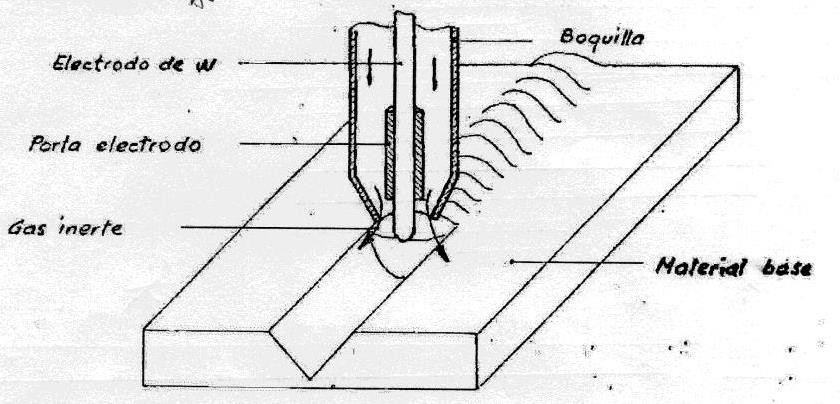 Boquilla
Electrodo de W
Porta electrodo
Gas inerte
Material base